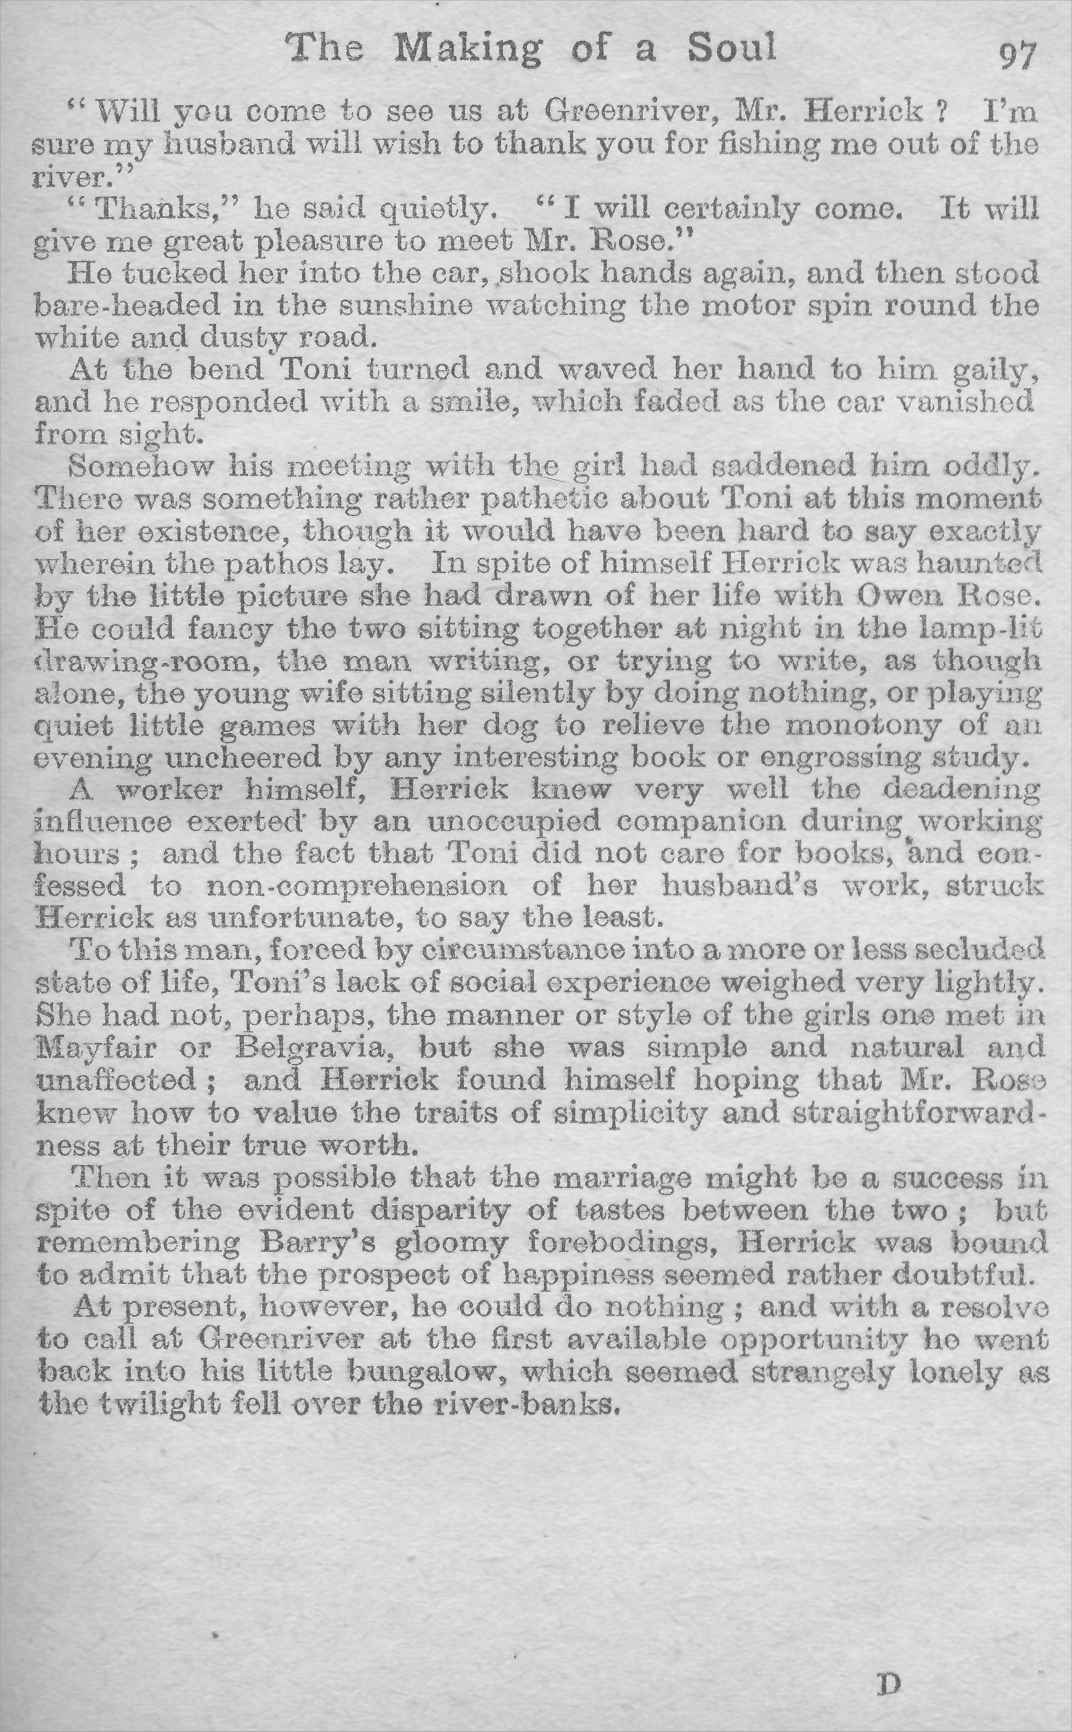 The Making of a Soul 97
“Will you come to see us at Greenriver, Mr. Herrick? I’m
sure my husband will wish to thank you for fishing me out of the
river.”
“Thanks,” he said quietly. “I will certainly come. It will
give me great pleasure to meet Mr. Rose.”
He tucked her into the car, shook hands again, and then stood
bare-headed in the sunshine watching the motor spin round the
white and dusty road.
At the bend Toni turned and waved her hand to him gaily,
and he responded with a smile, which faded as the car vanished
from sight.
Somehow his meeting with the girl had saddened him oddly.
There was something rather pathetic about Toni at this moment
of her existence, though it would have been hard to say exactly
wherein the pathos lay. In spite of himself Herrick was haunted
by the little picture she had drawn of her life with Owen Rose.
He could fancy the two sitting together at night in the lamp-lit
drawing-room, the man writing, or trying to write, as though
alone, the young wife sitting silently by doing nothing, or playing
quiet little games with her dog to relieve the monotony of an
evening uncheered by any interesting book or engrossing study.
A worker himself, Herrick knew very well the deadening
influence exerted by an unoccupied companion during working
hours; and the fact that Toni did not care for books, and con-
fessed to non-comprehension of her husband’s work, struck
Herrick as unfortunate, to say the least.
To this man, forced by circumstance into a more or less secluded
state of life, Toni’s lack of social experience weighed very lightly.
She had not, perhaps, the manner or style of the girls one met in
Mayfair or Belgravia, but she was simple and natural and
unaffected; and Herrick found himself hoping that Mr. Rose
knew how to value the traits of simplicity and straightforward-
ness at their true worth.
Then it was possible that the marriage might be a success in
spite of the evident disparity of tastes between the two; but
remembering Barry’s gloomy forebodings, Herrick was bound
to admit that the prospect of happiness seemed rather doubtful.
At present, however, he could do nothing; and with a resolve
to call at Greenriver at the first available opportunity he went
back into his little bungalow, which seemed strangely lonely as
the twilight fell over the river-banks.
D